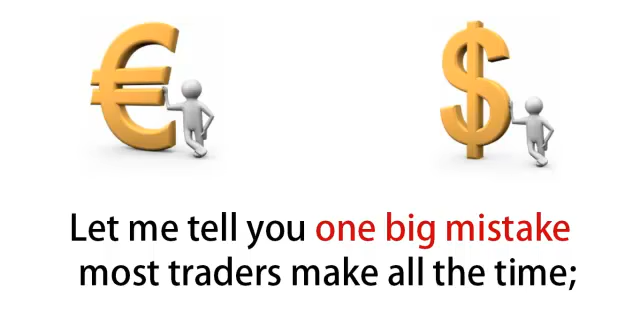 € $
Let me tell you one big mistake
most traders make all the time;